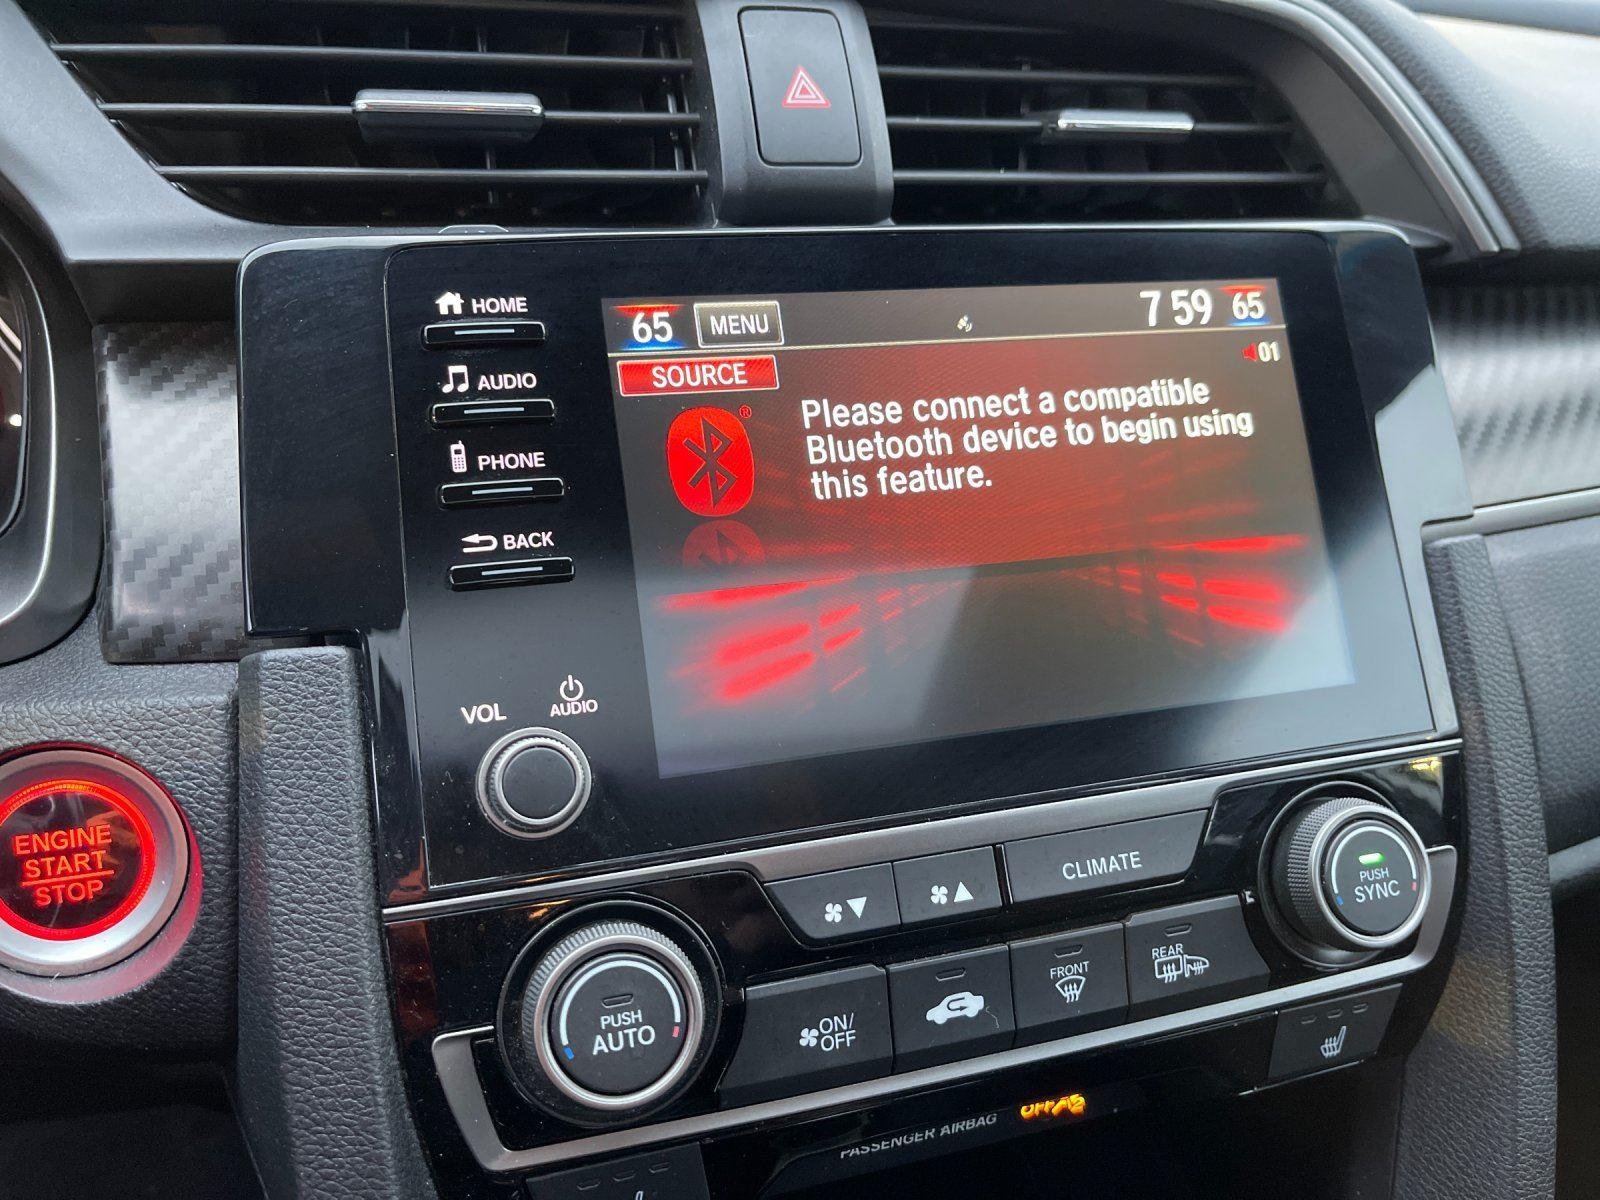 HOME
AUDIO
PHONE
BACK
VOL
AUDIO
65 MENU 7 59 65
01
SOURCE
®
Please connect a compatible
Bluetooth device to begin using
this feature.
ENGINE
START
STOP
CLIMATE
PUSH
SYNC
PUSH
AUTO
ON/
OFF
FRONT
REAR
PASSENGER AIRBAG
OFF